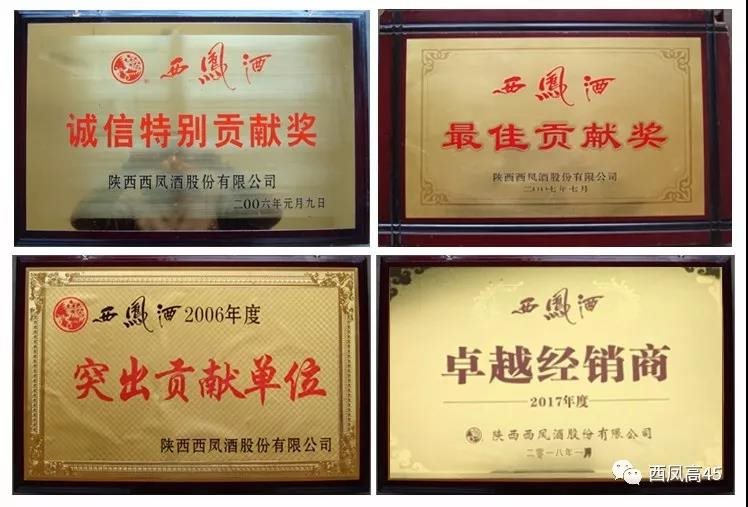 西鳳酒
诚信特别贡献奖
陕西西凤酒股份有限公司
二OO六年元月九日
西鳳酒
最佳贡献奖
陕西西凤酒股份有限公司
二OO七年七月
西鳳酒 2006年度
突出贡献单位
陕西西凤酒股份有限公司
西鳳酒
卓越经销商
2017年度
陕西西凤酒股份有限公司
二零一八年一月
西凤高45